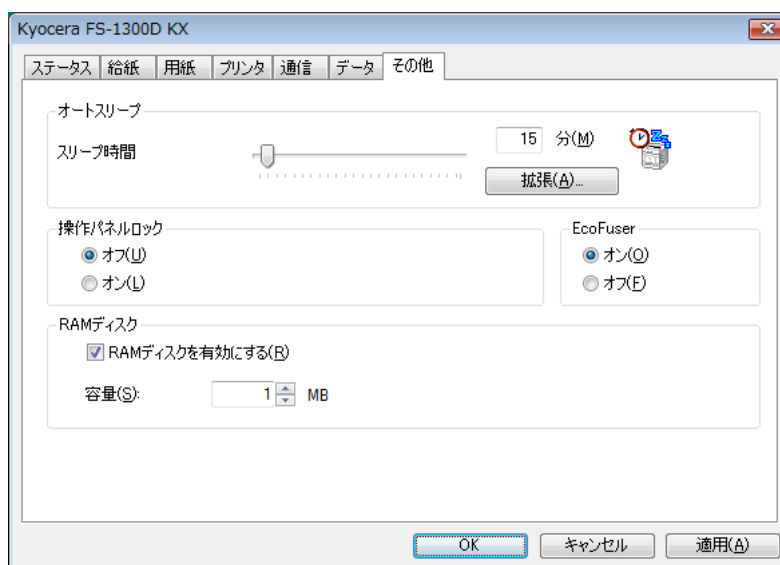 Kyocera FS-1300D KX
ステータス 給紙 用紙 プリンタ 通信 データ その他
オートスリープ
スリープ時間 15 分(M)
拡張(A)...
操作パネルロック EcoFuser
オフ(U) オン(O)
オン(L) オフ(F)
RAMディスク
RAMディスクを有効にする(R)
容量(S): 1 MB
OK キャンセル 適用(A)